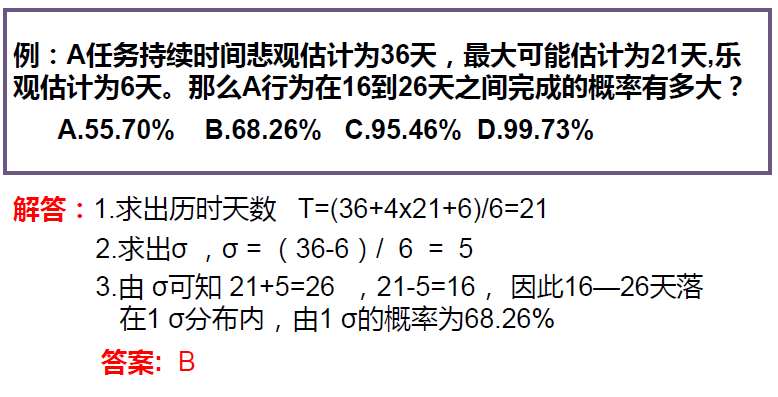 例：A任务持续时间悲观估计为36天，最大可能估计为21天,乐
观估计为6天。那么A行为在16到26天之间完成的概率有多大？
A.55.70%    B.68.26%   C.95.46%  D.99.73%
解答：1.求出历时天数   T=(36+4x21+6)/6=21
2.求出σ ，σ = （ 36-6 ）/  6  =  5
3.由 σ可知 21+5=26  ，21-5=16 ， 因此16—26天落
在1 σ分布内，由1 σ的概率为68.26%
答案:  B